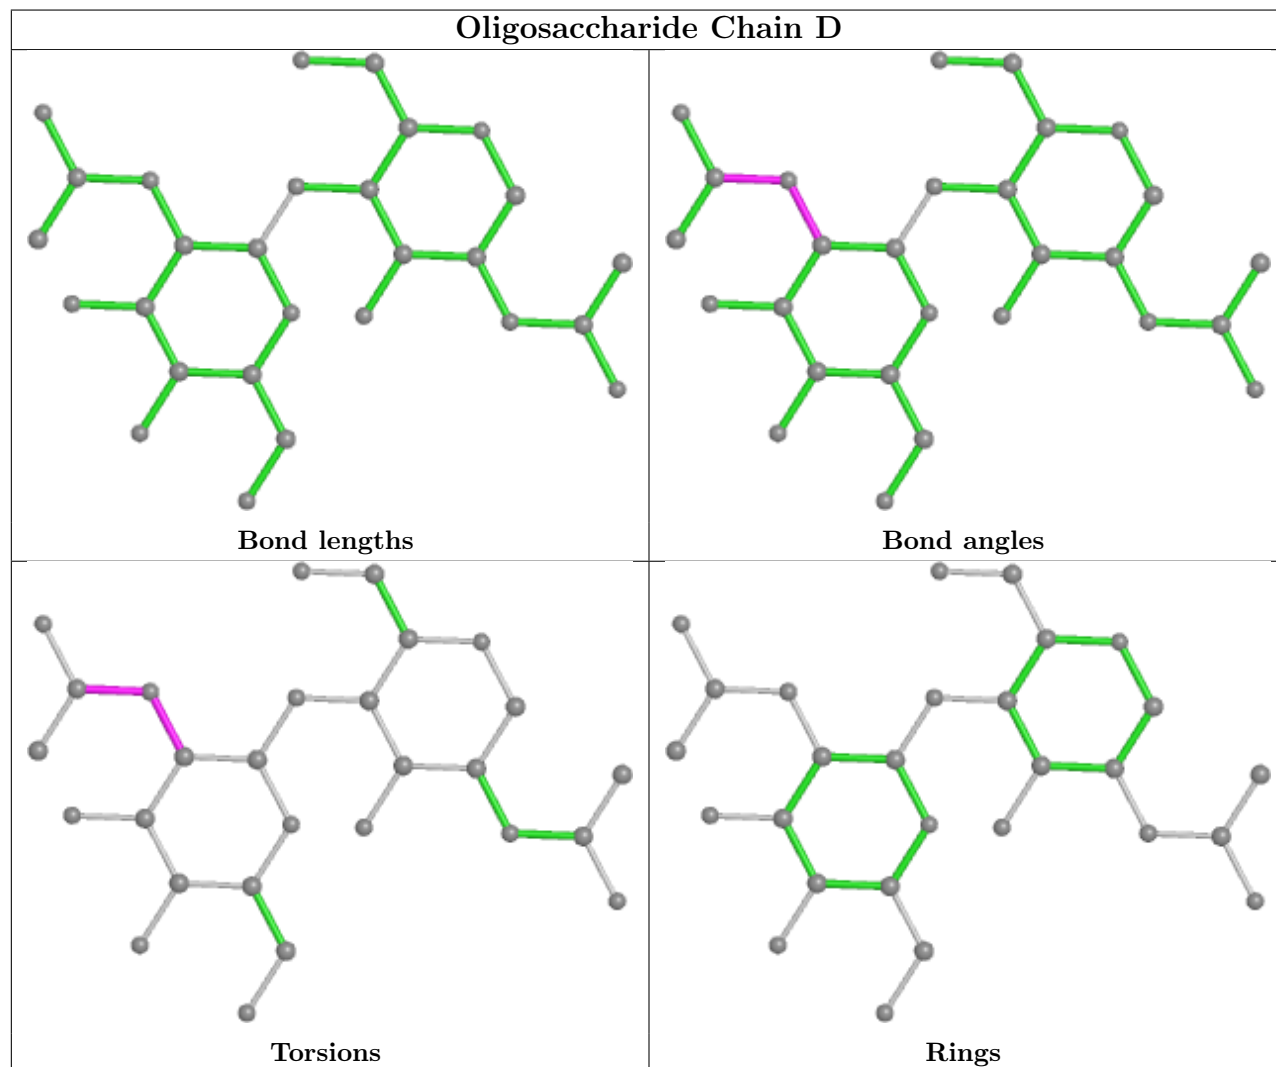 Oligosaccharide Chain D
Bond lengths
Bond angles
Torsions
Rings